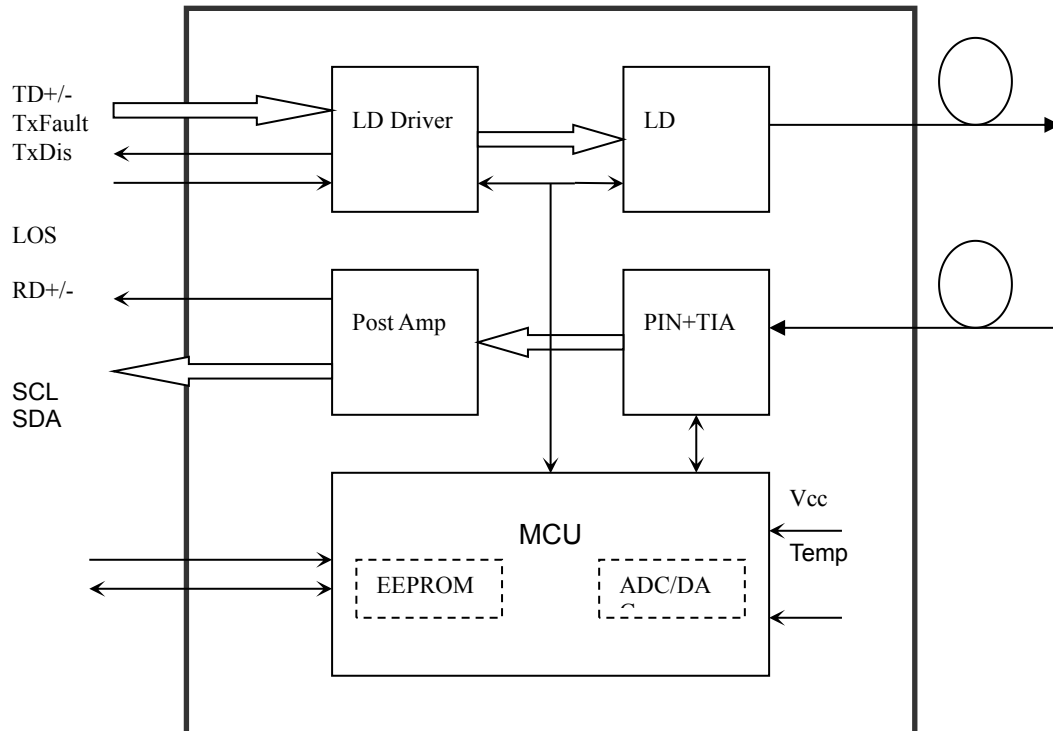 TD+/-
TxFault
TxDis
LD Driver
LD
LOS
RD+/-
Post Amp
PIN+TIA
SCL
SDA
MCU
Vcc
Temp
EEPROM
ADC/DA